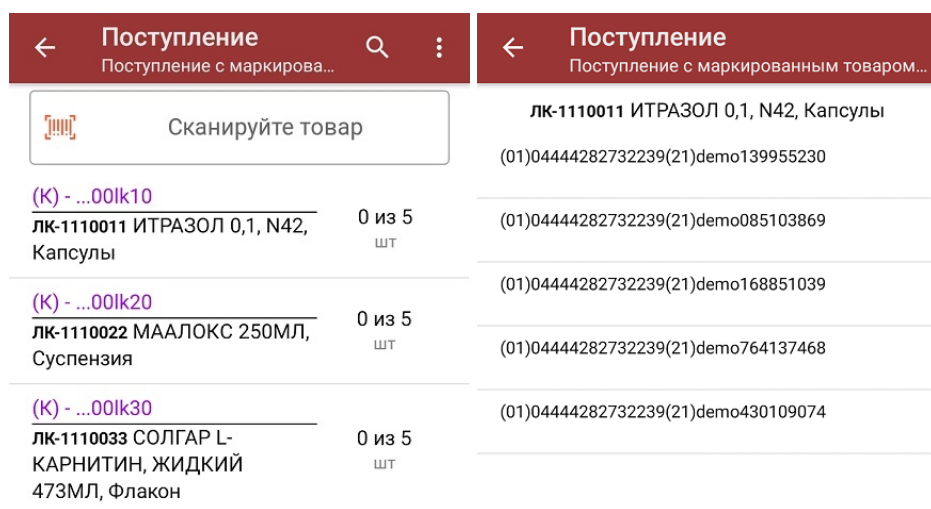 Поступление
Поступление с маркирова...
Сканируйте товар
(К) - ...00lk10
ЛК-1110011 ИТРАЗОЛ 0,1, N42,
Капсулы
0 из 5
шт
(К) - ...00lk20
ЛК-1110022 МААЛОКС 250МЛ,
Суспензия
0 из 5
шт
(К) - ...00lk30
ЛК-1110033 СОЛГАР L-
КАРНИТИН, ЖИДКИЙ
473МЛ, Флакон
0 из 5
шт
Поступление
Поступление с маркированным товаром...
ЛК-1110011 ИТРАЗОЛ 0,1, N42, Капсулы
(01)04444282732239(21)demo139955230
(01)04444282732239(21)demo085103869
(01)04444282732239(21)demo168851039
(01)04444282732239(21)demo764137468
(01)04444282732239(21)demo430109074